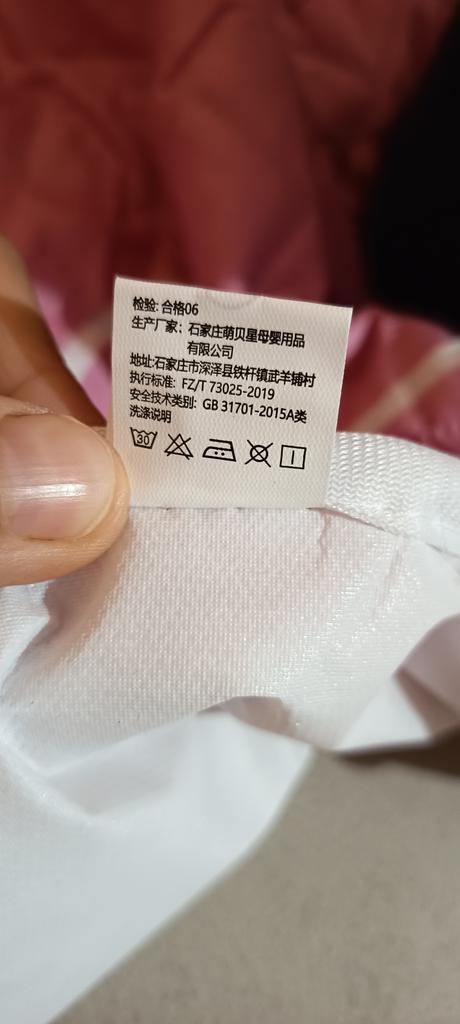 检验: 合格06
生产厂家: 石家庄萌贝星母婴用品
有限公司
地址:石家庄市深泽县铁杆镇武羊铺村
执行标准: FZ/T 73025-2019
安全技术类别: GB 31701-2015A类
洗涤说明
30